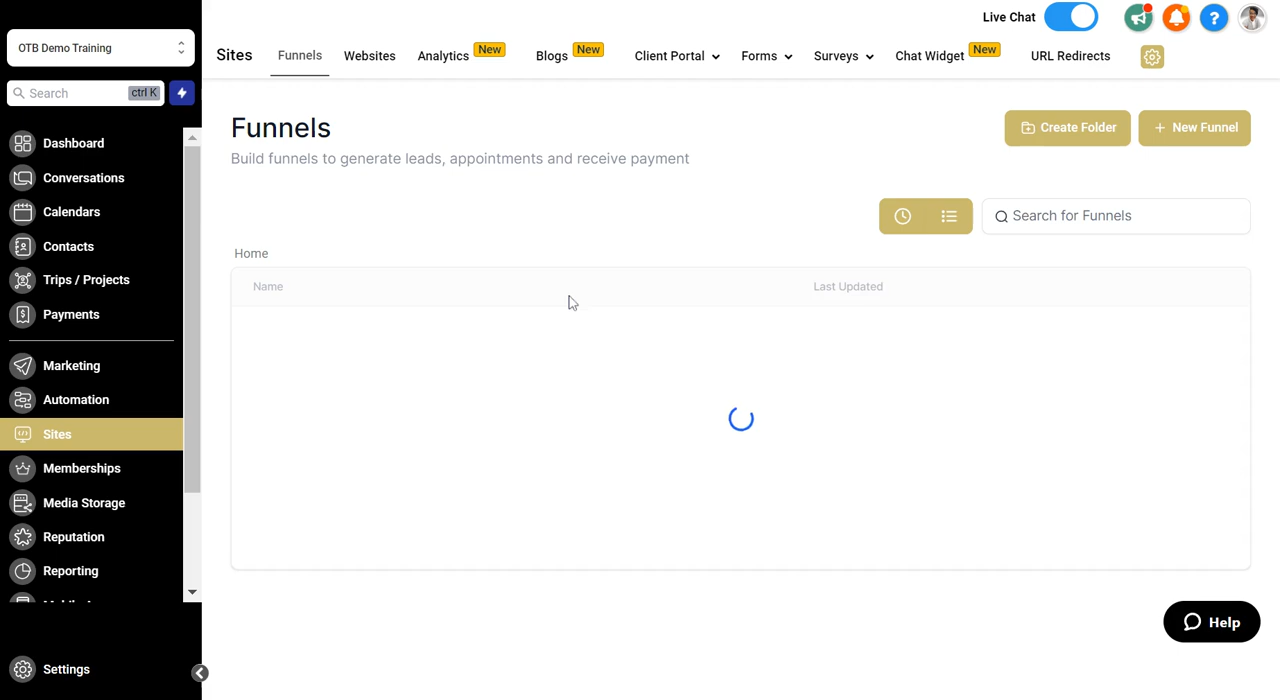 OTB Demo Training
Search
ctrl K
Dashboard
Conversations
Calendars
Contacts
Trips / Projects
Payments
Marketing
Automation
Sites
Memberships
Media Storage
Reputation
Reporting
Settings
Live Chat
Sites
Funnels
Websites
Analytics New
Blogs New
Client Portal
Forms
Surveys
Chat Widget New
URL Redirects
Funnels
Build funnels to generate leads, appointments and receive payment
Create Folder
+ New Funnel
Search for Funnels
Home
Name Last Updated
Help